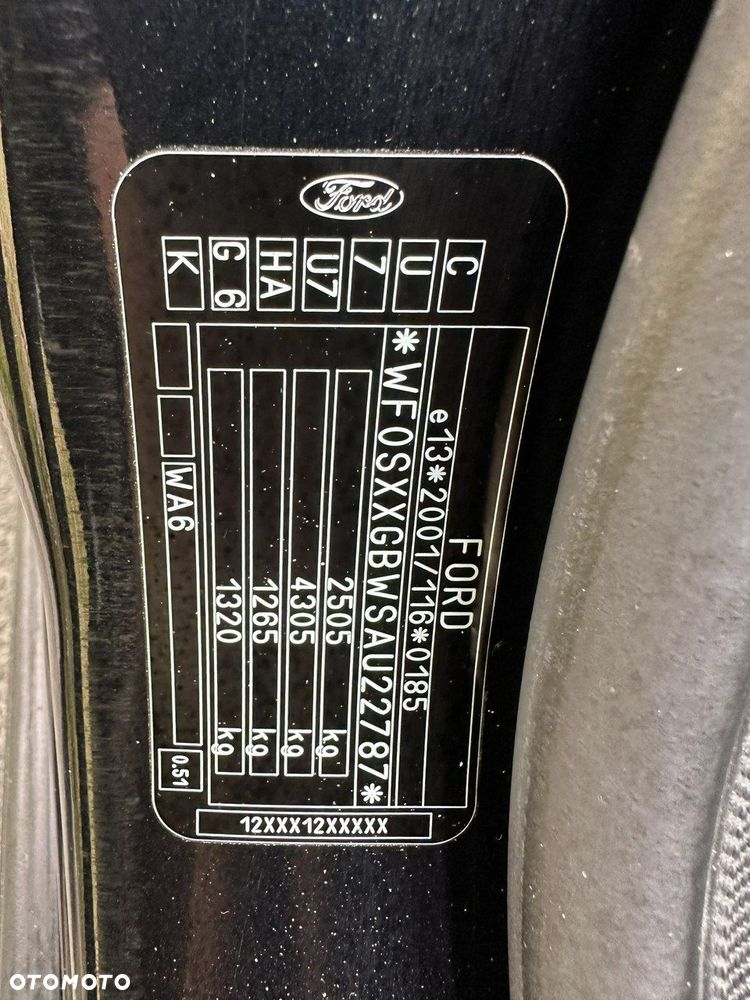 Ford
FORD
e13*2001/116*0185
*WF0SXXGBWSAU22787*
2505 kg
4305 kg
1265 kg
1320 kg
WA6
0.51
C
U
7
U7
HA
G 6
K
12XXX12XXXXX
OTOMOTO